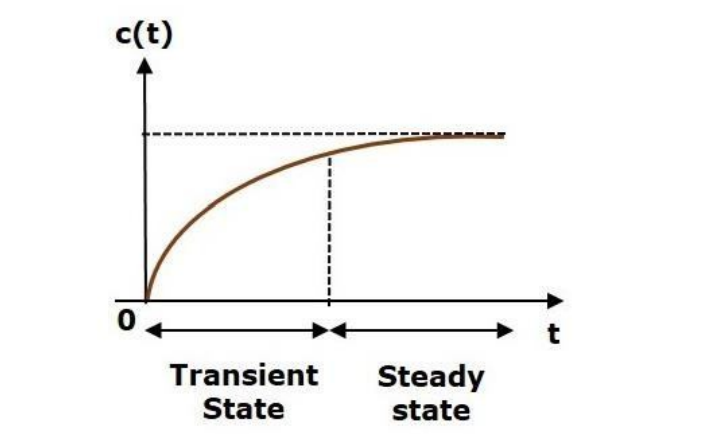 c(t)
0
t
Transient
State
Steady
state